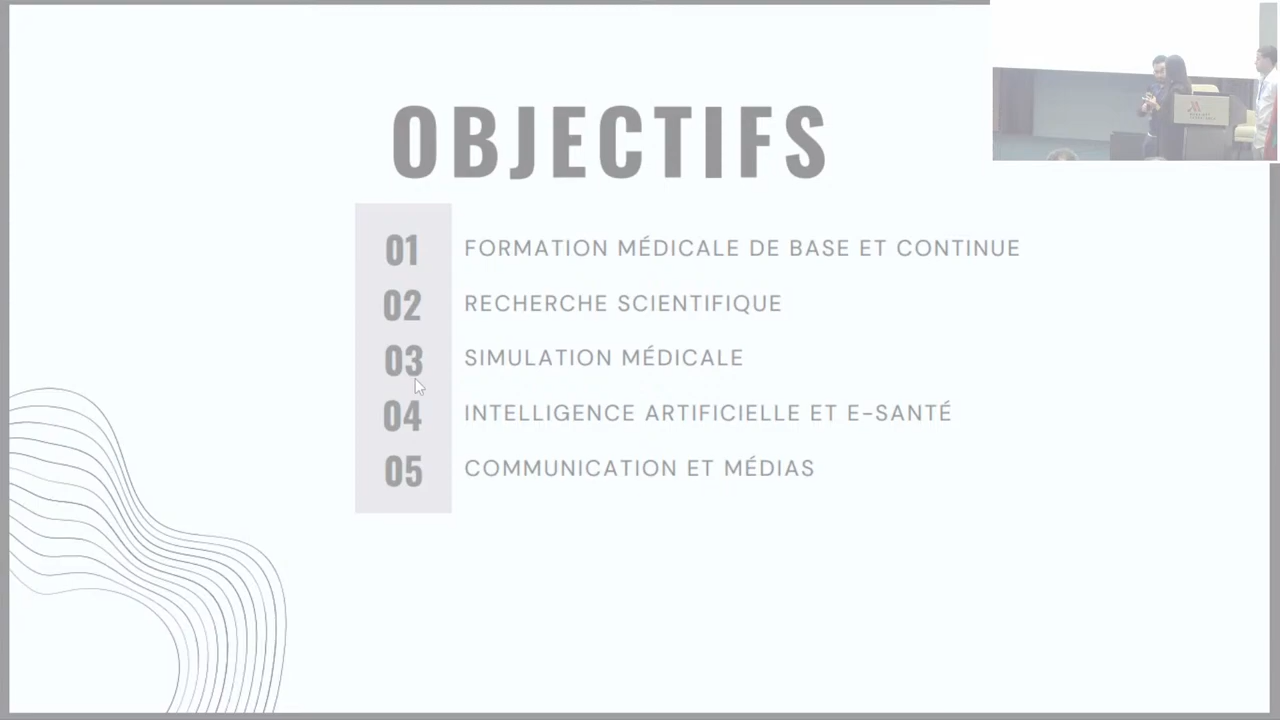 OBJECTIFS
01 FORMATION MÉDICALE DE BASE ET CONTINUE
02 RECHERCHE SCIENTIFIQUE
03 SIMULATION MÉDICALE
04 INTELLIGENCE ARTIFICIELLE ET E-SANTÉ
05 COMMUNICATION ET MÉDIAS